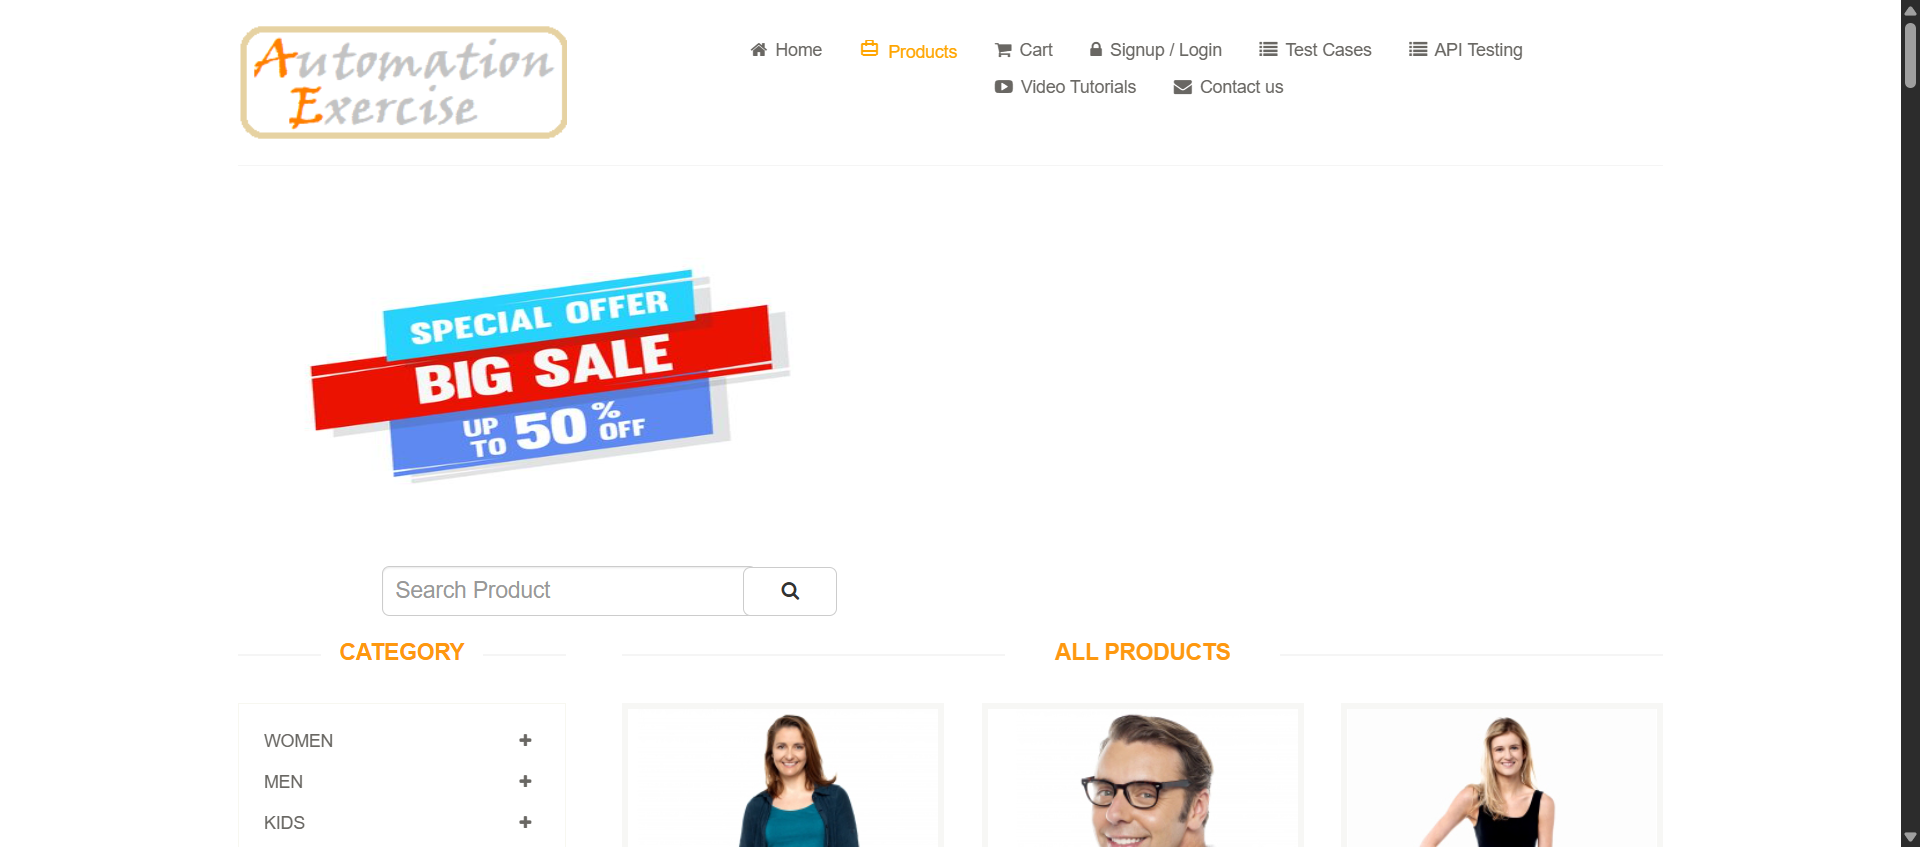 Automation
Exercise
Home
Products
Cart
Signup / Login
Test Cases
API Testing
Video Tutorials
Contact us
SPECIAL OFFER
BIG SALE
UP TO 50% OFF
Search Product
CATEGORY
ALL PRODUCTS
WOMEN
MEN
KIDS